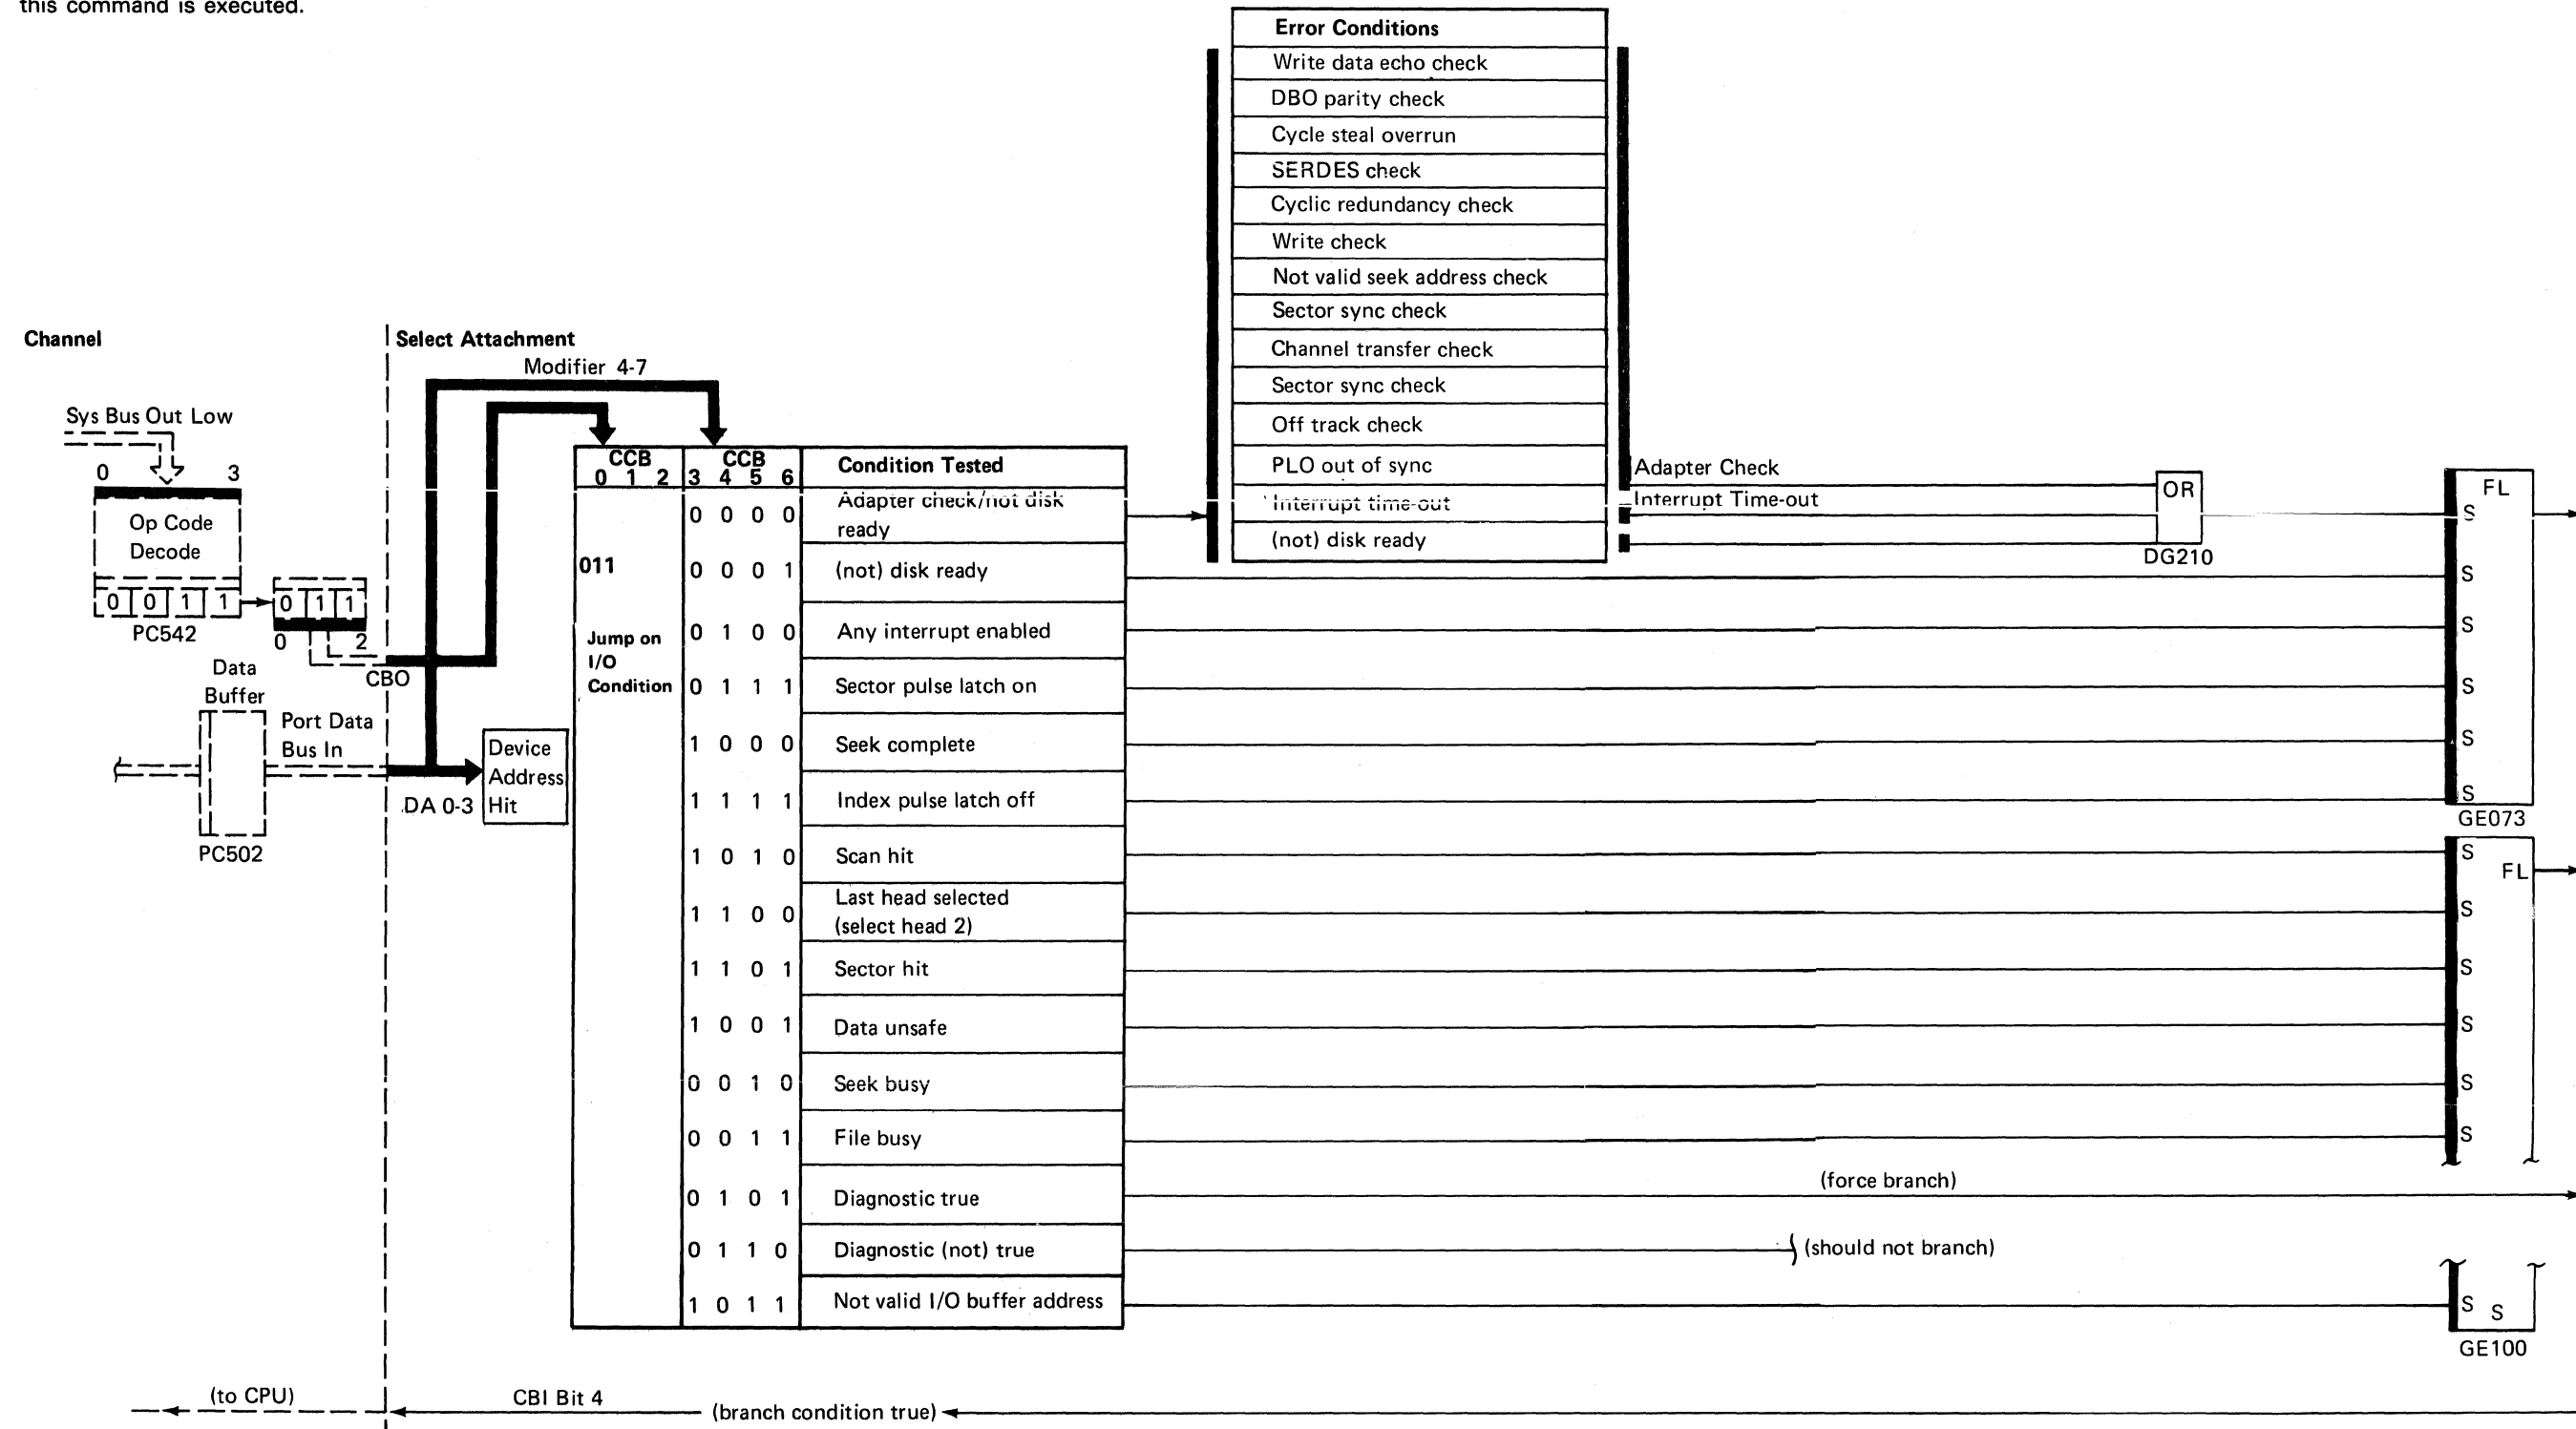 this command is executed.
Error Conditions
Write data echo check
DBO parity check
Cycle steal overrun
SERDES check
Cyclic redundancy check
Write check
Not valid seek address check
Sector sync check
Channel transfer check
Sector sync check
Off track check
PLO out of sync
Interrupt time-out
(not) disk ready
Adapter Check
Interrupt Time-out
OR
DG210
Channel
Select Attachment
Modifier 4-7
Sys Bus Out Low
0 3
Op Code
Decode
0 0 1 1
PC542
0 1 1
0 2
CBO
Data
Buffer
Port Data
Bus In
PC502
DA 0-3
Device
Address
Hit
CCB CCB Condition Tested
0 1 2 3 4 5 6
011
Jump on
I/O
Condition
0 0 0 0 Adapter check/not disk
ready
0 0 0 1 (not) disk ready
0 1 0 0 Any interrupt enabled
0 1 1 1 Sector pulse latch on
1 0 0 0 Seek complete
1 1 1 1 Index pulse latch off
1 0 1 0 Scan hit
1 1 0 0 Last head selected
(select head 2)
1 1 0 1 Sector hit
1 0 0 1 Data unsafe
0 0 1 0 Seek busy
0 0 1 1 File busy
0 1 0 1 Diagnostic true
0 1 1 0 Diagnostic (not) true
1 0 1 1 Not valid I/O buffer address
FL
S
S
S
S
S
S
GE073
S
FL
S
S
S
S
S
(force branch)
(should not branch)
S S
GE100
(to CPU)
CBI Bit 4
(branch condition true)